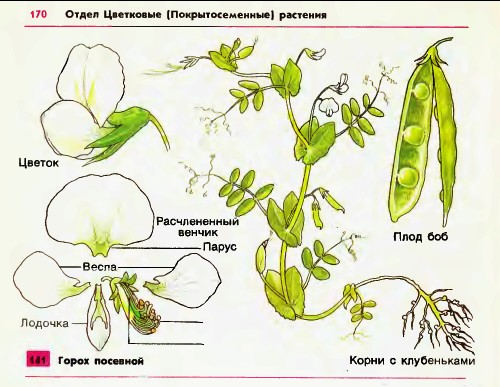 170 Отдел Цветковые (Покрытосеменные) растения
Цветок
Расчлененный
венчик
Парус
Весла
Лодочка
Плод боб
141 Горох посевной
Корни с клубеньками